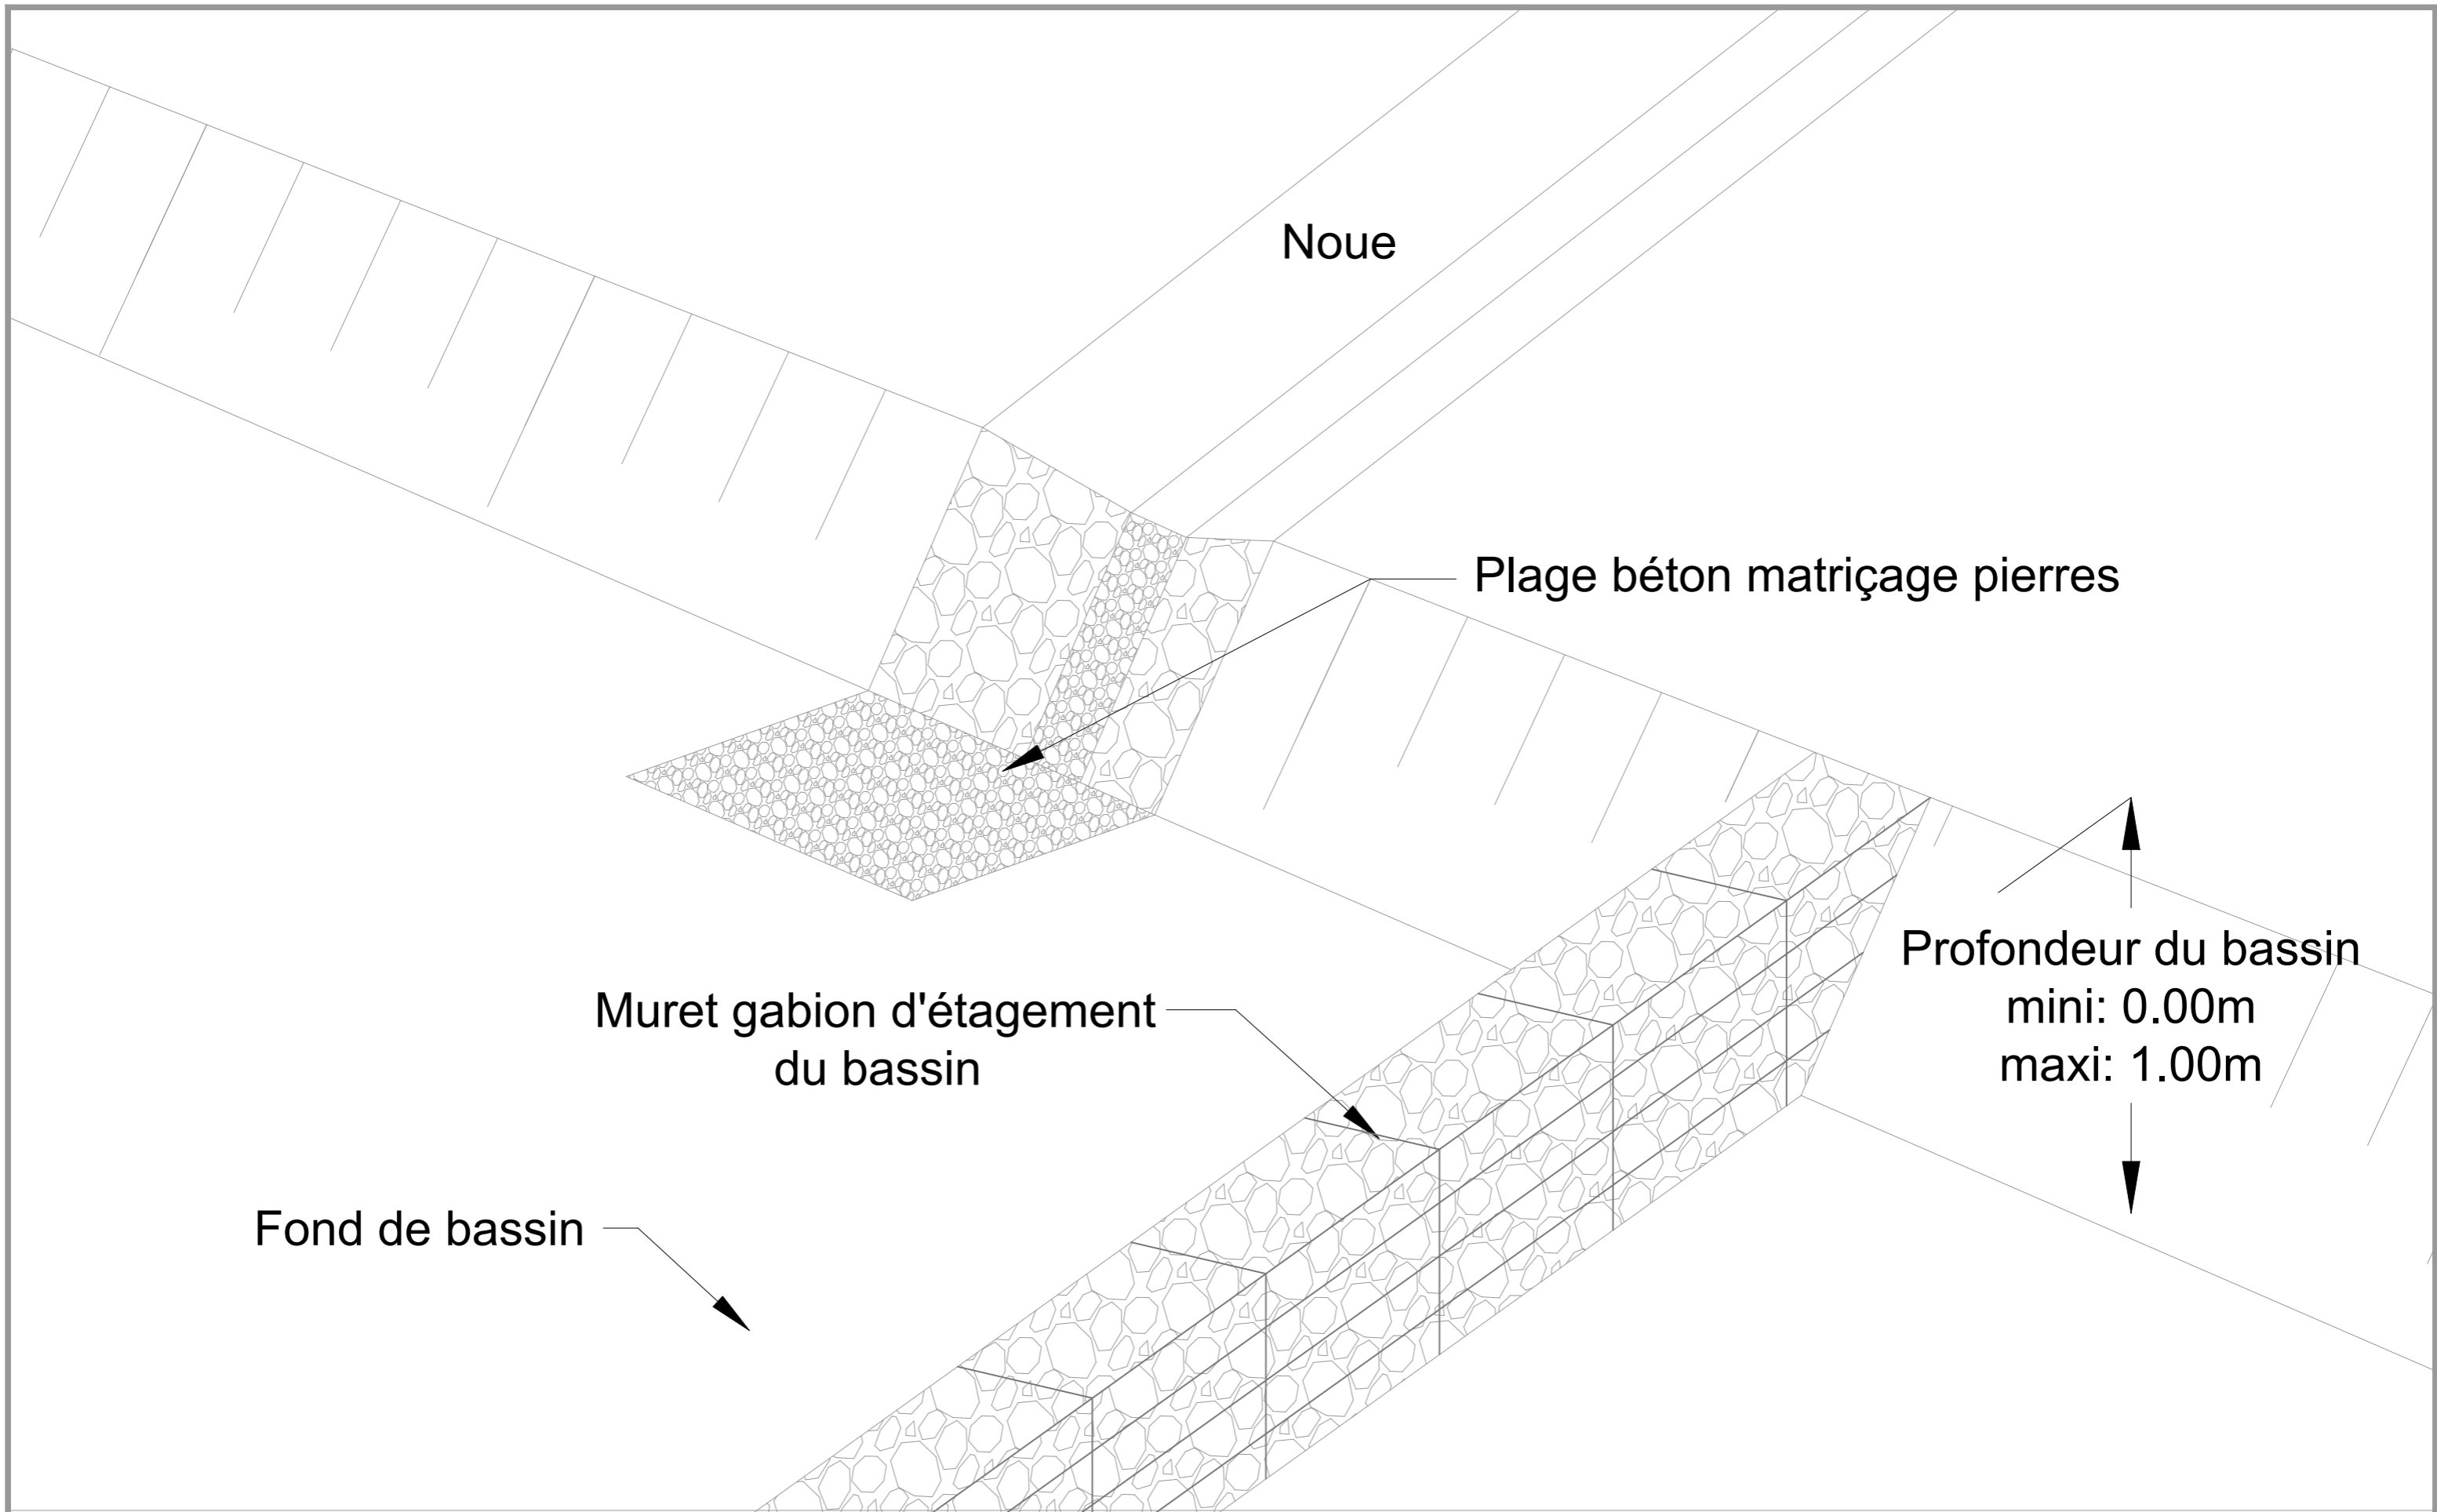 Noue
Plage béton matriçage pierres
Profondeur du bassin
mini: 0.00m
maxi: 1.00m
Muret gabion d'étagement
du bassin
Fond de bassin